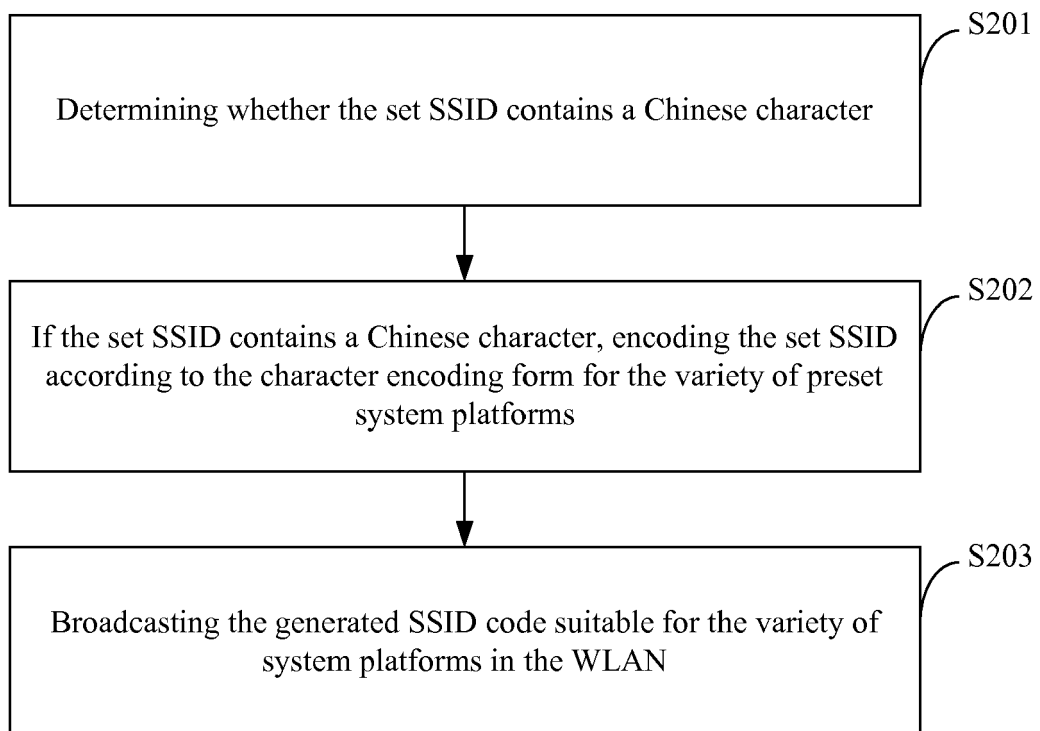 S201
Determining whether the set SSID contains a Chinese character
S202
If the set SSID contains a Chinese character, encoding the set SSID
according to the character encoding form for the variety of preset
system platforms
S203
Broadcasting the generated SSID code suitable for the variety of
system platforms in the WLAN